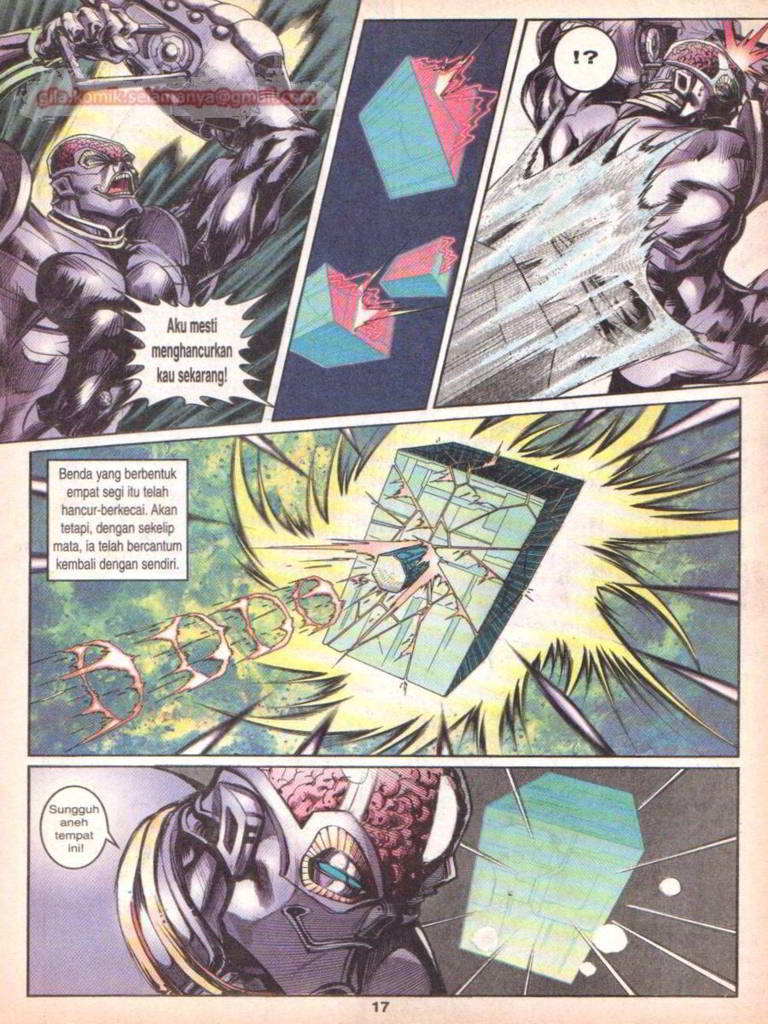 gila.komik.selamanya@gmail.com
Aku mesti
menghancurkan
kau sekarang!
!?
Benda yang berbentuk
empat segi itu telah
hancur-berkecai. Akan
tetapi, dengan sekelip
mata, ia telah bercantum
kembali dengan sendiri.
Sungguh
aneh
tempat
ini!
17